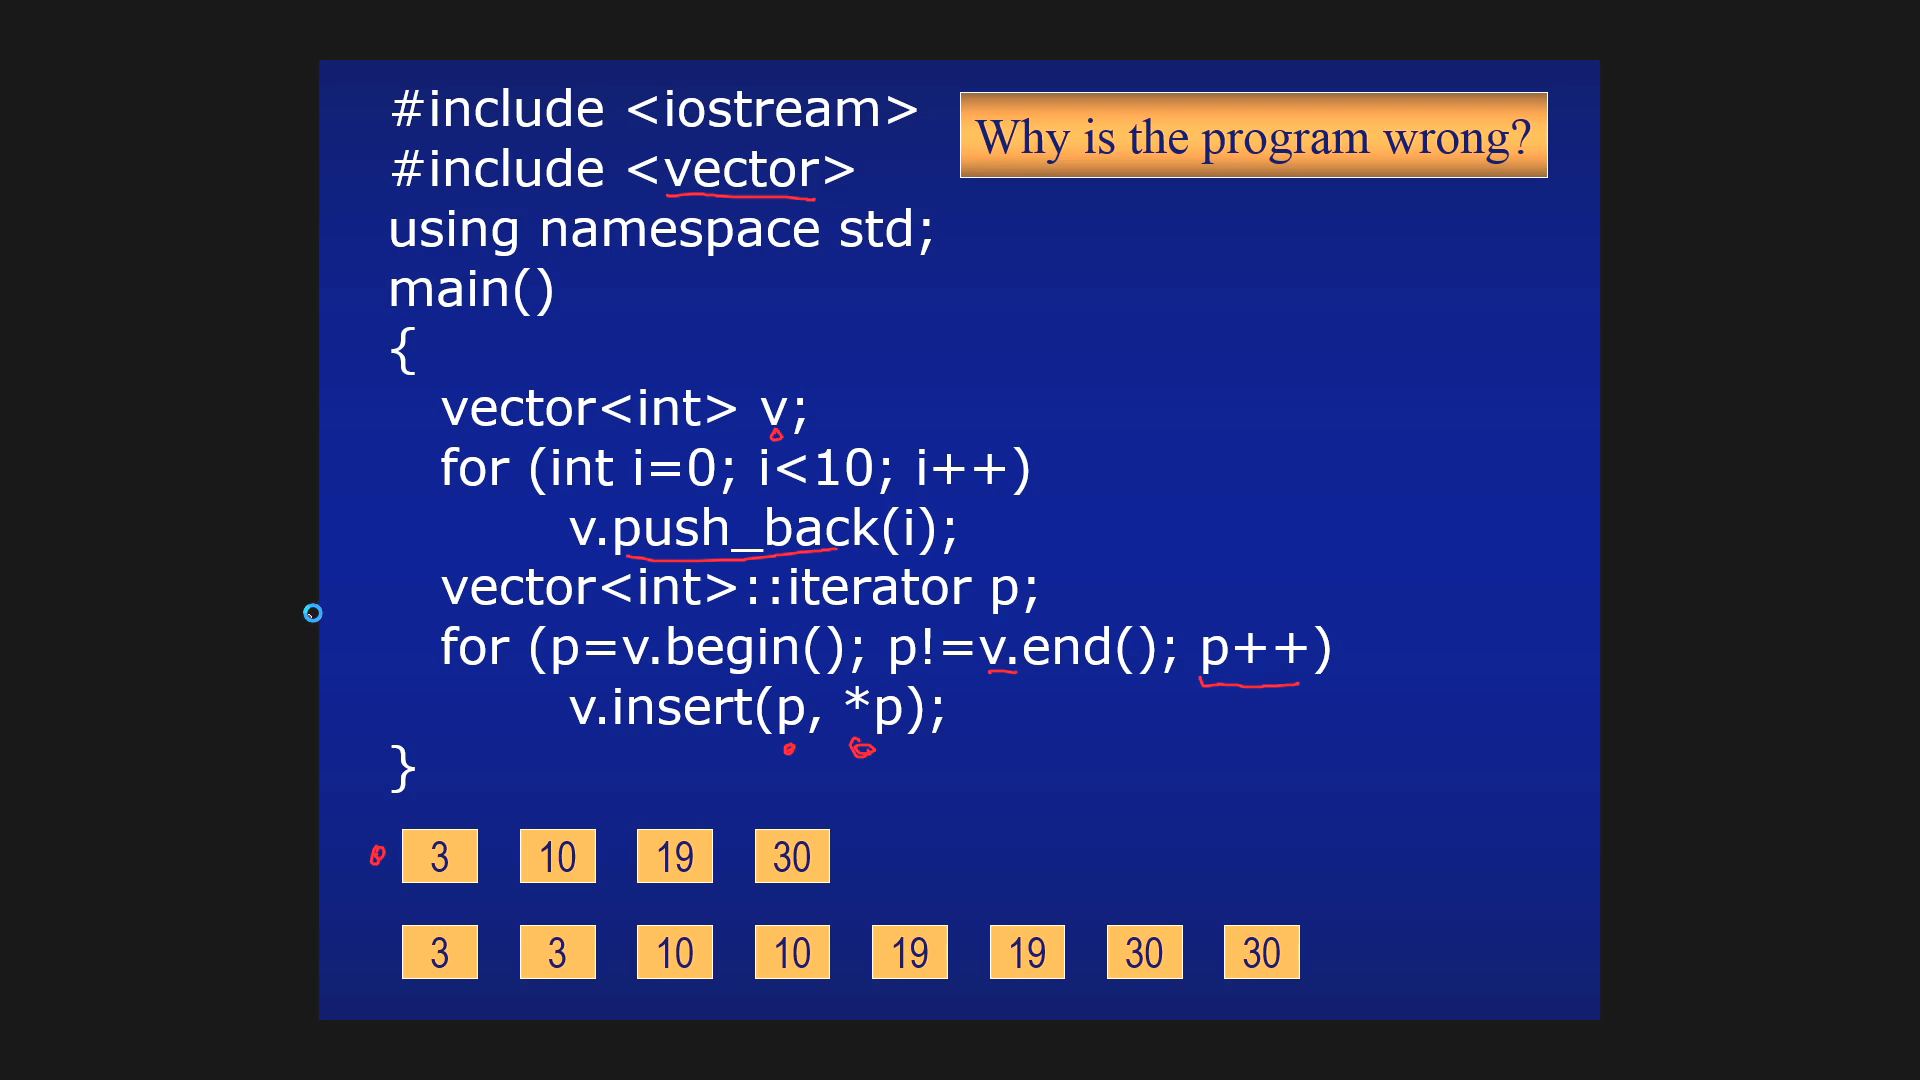 #include <iostream>
Why is the program wrong?
#include <vector>
using namespace std;
main()
{
vector<int> v;
for (int i=0; i<10; i++)
v.push_back(i);
vector<int>::iterator p;
for (p=v.begin(); p!=v.end(); p++)
v.insert(p, *p);
}
3 10 19 30
3 3 10 10 19 19 30 30